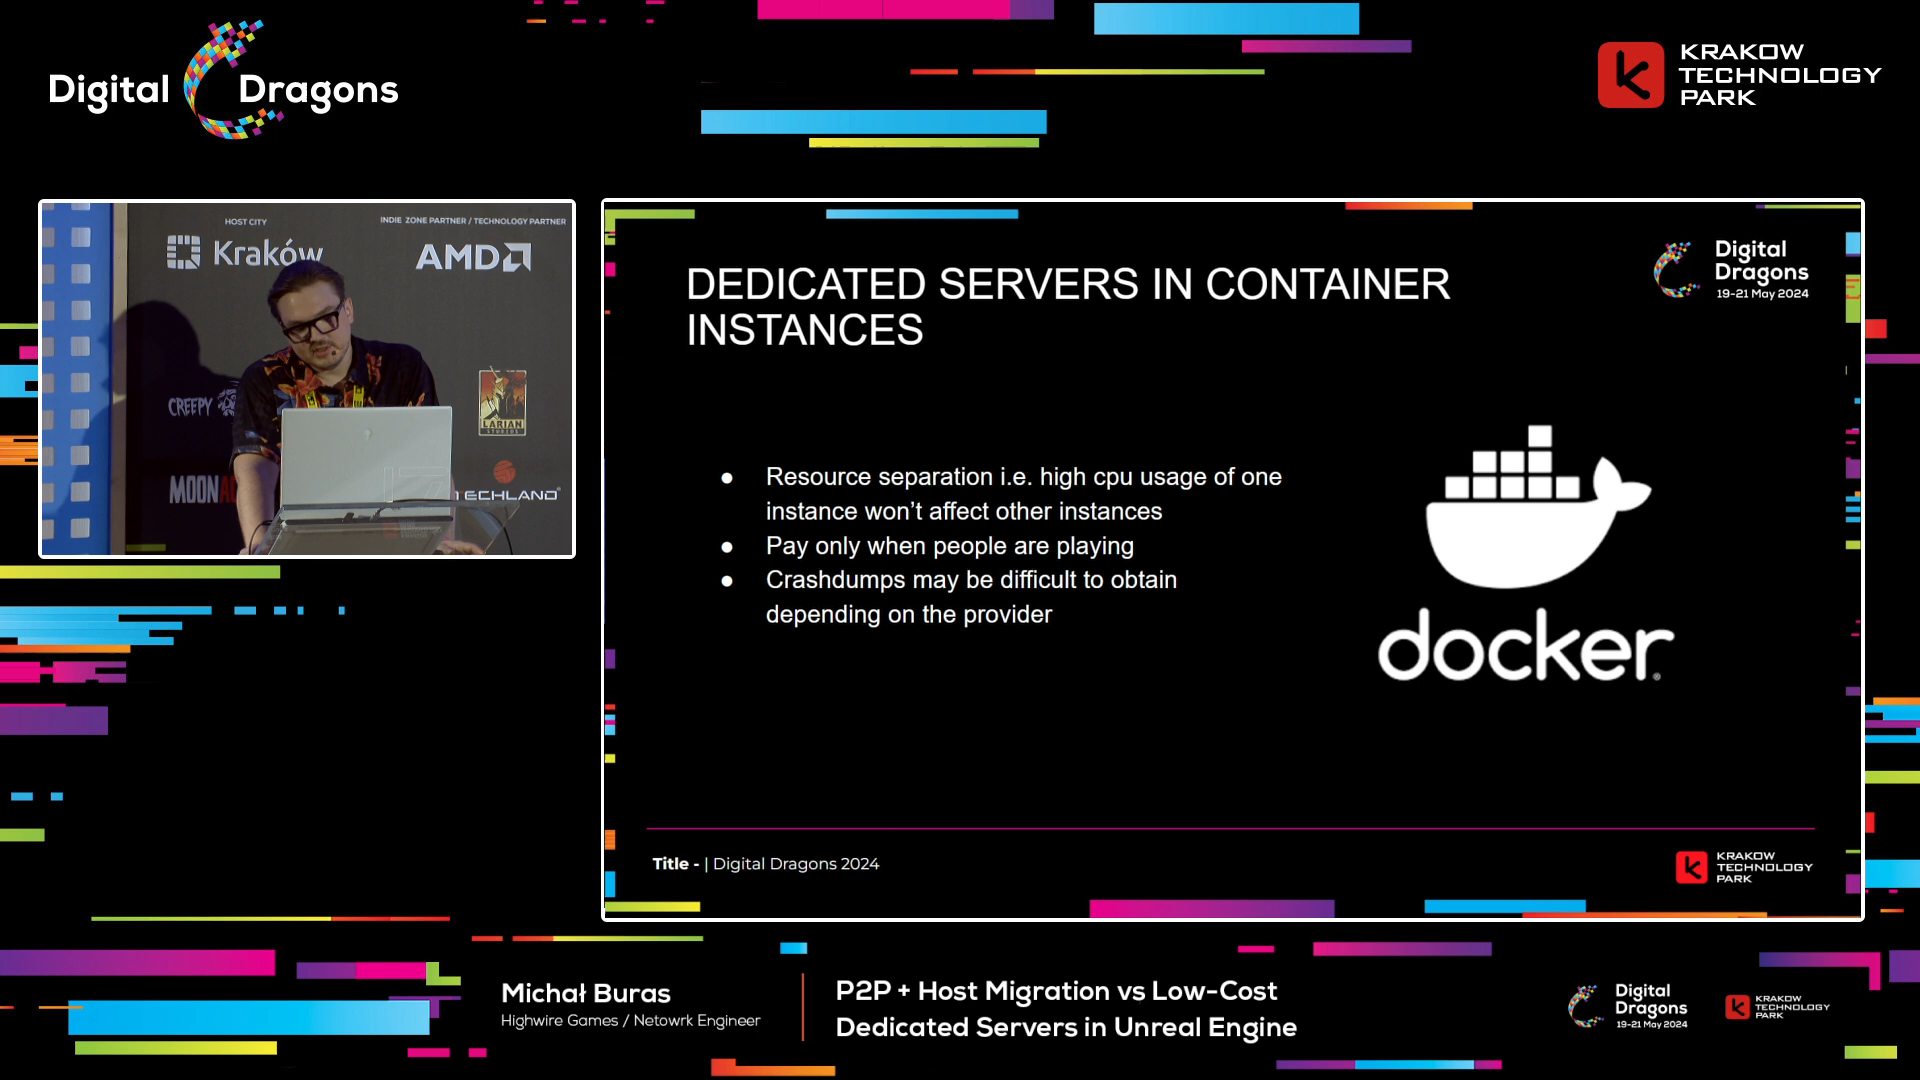 Digital Dragons
KRAKOW
TECHNOLOGY
PARK
HOST CITY
INDIE ZONE PARTNER / TECHNOLOGY PARTNER
Kraków
AMD
CREEPY
LARIAN
STUDIOS
MOON
TECHLAND
DEDICATED SERVERS IN CONTAINER
INSTANCES
Digital
Dragons
19-21 May 2024
● Resource separation i.e. high cpu usage of one
instance won’t affect other instances
● Pay only when people are playing
● Crashdumps may be difficult to obtain
depending on the provider
docker
Title - | Digital Dragons 2024
KRAKOW
TECHNOLOGY
PARK
Michał Buras
Highwire Games / Netowrk Engineer
P2P + Host Migration vs Low-Cost
Dedicated Servers in Unreal Engine
Digital
Dragons
19-21 May 2024
KRAKOW
TECHNOLOGY
PARK